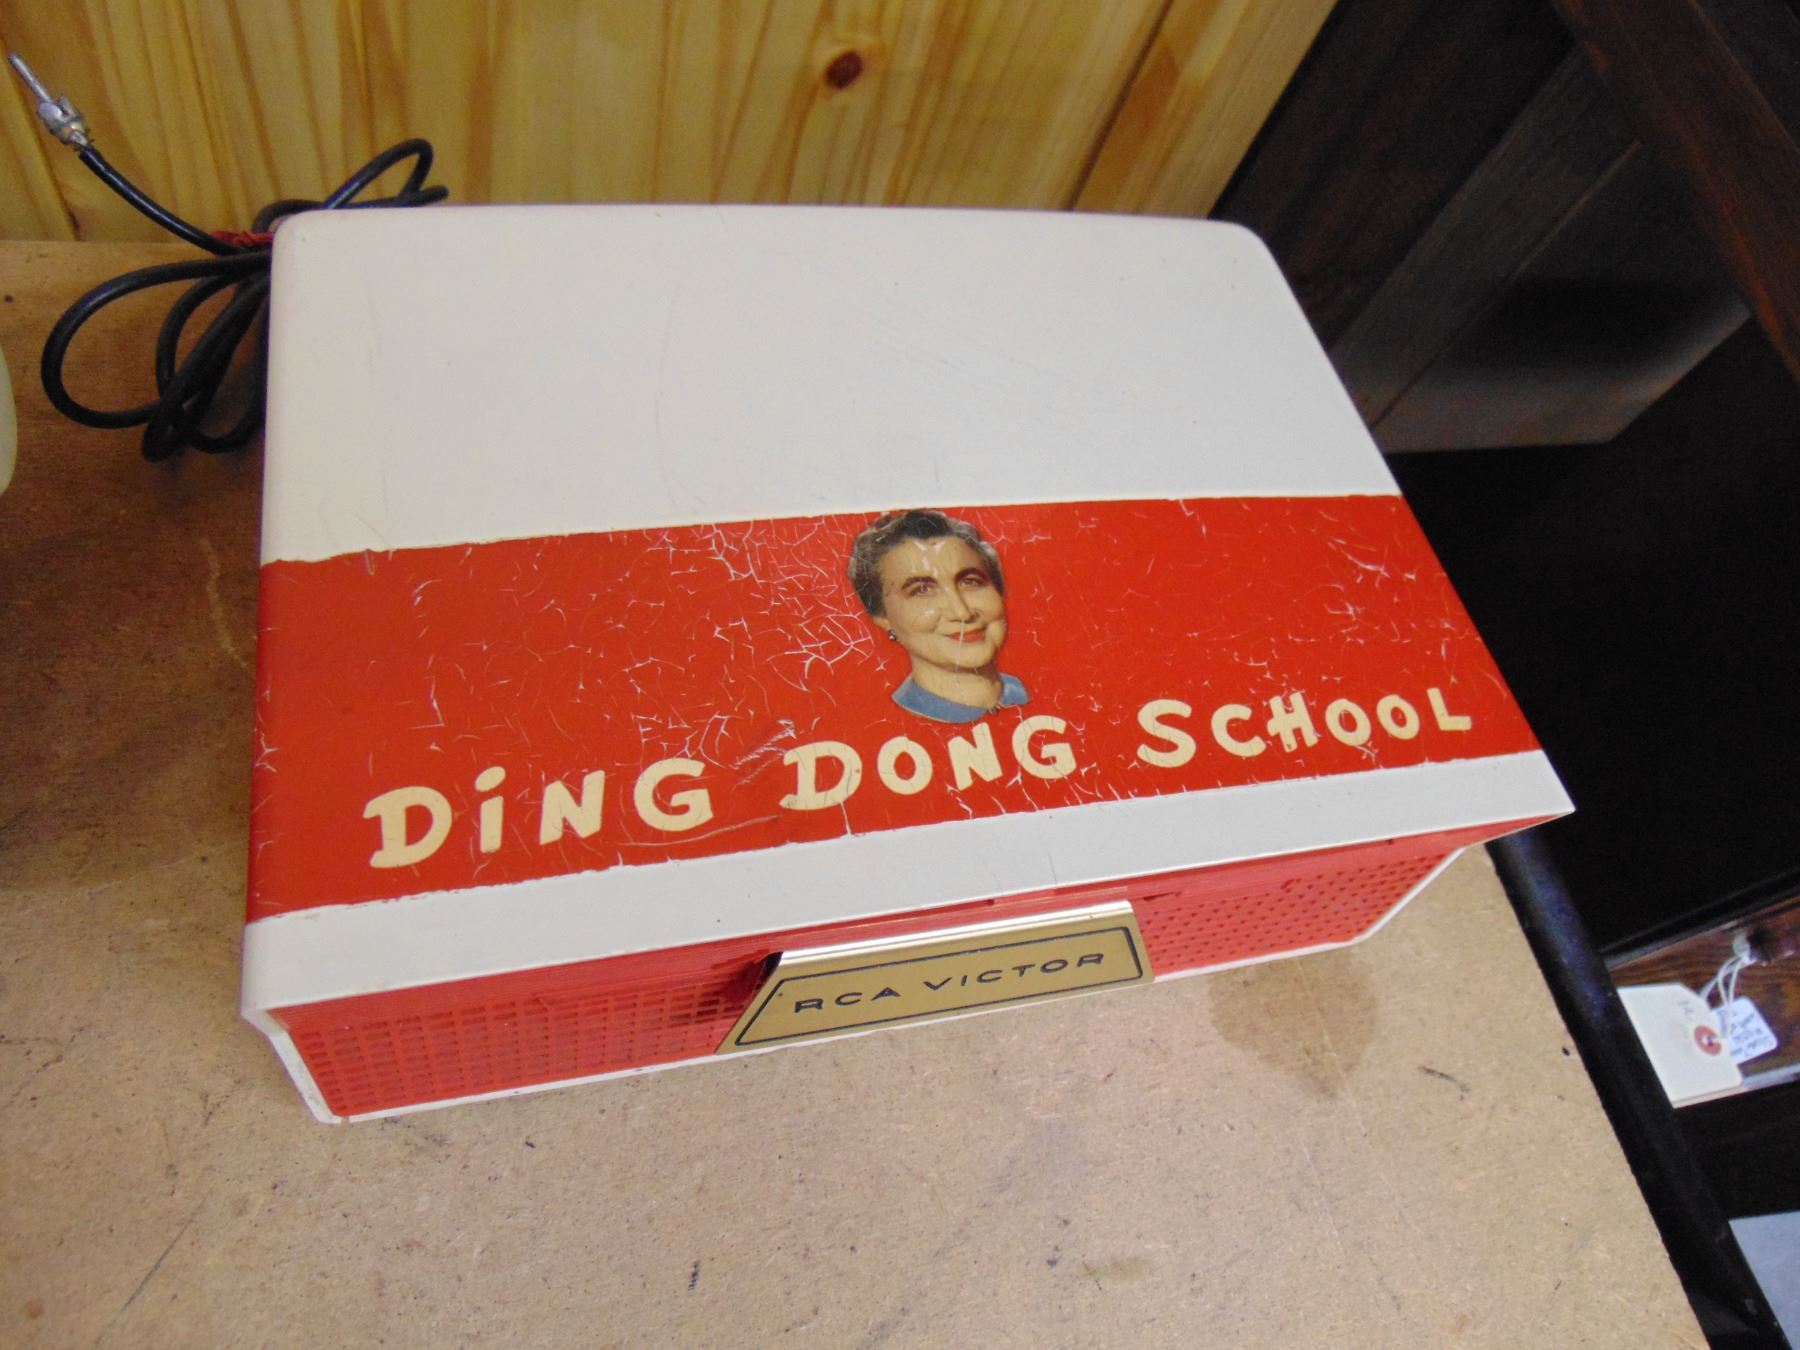 DiNG DONG SCHOOL
RCA VICTOR